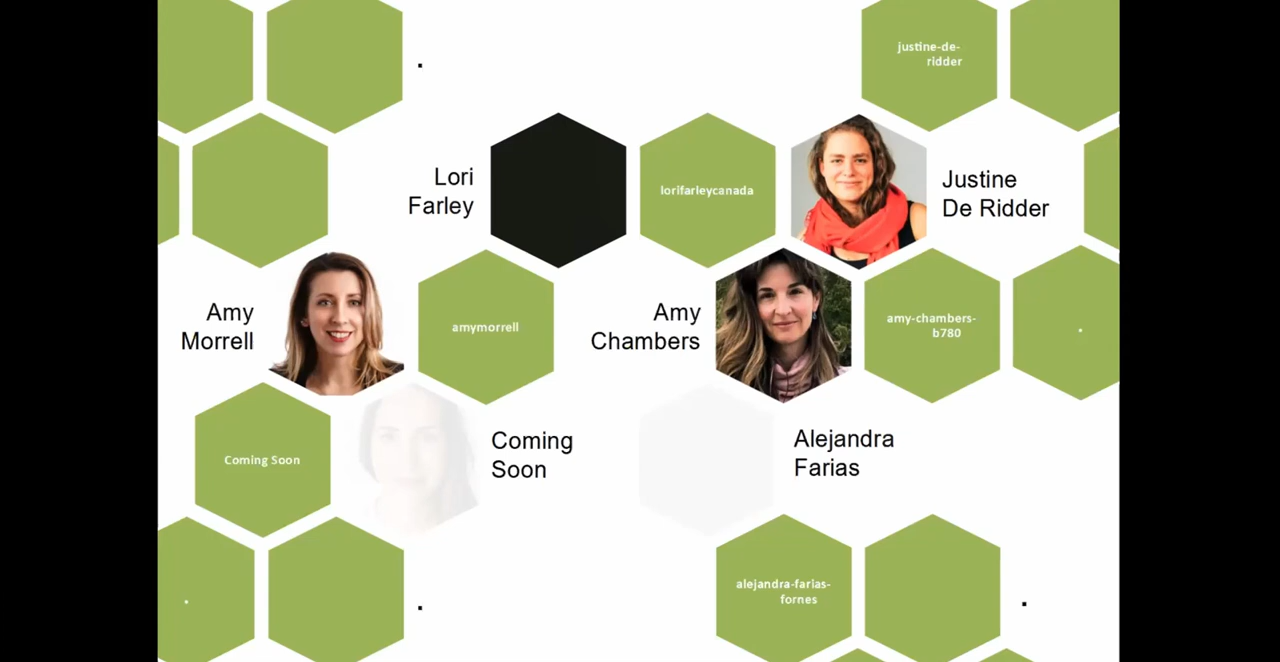 .
justine-de-
ridder
Lori
Farley
lorifarleycanada
Justine
De Ridder
Amy
Morrell
amymorrell
Amy
Chambers
amy-chambers-
b780
.
Coming Soon
Coming
Soon
Alejandra
Farias
.
.
alejandra-farias-
fornes
.